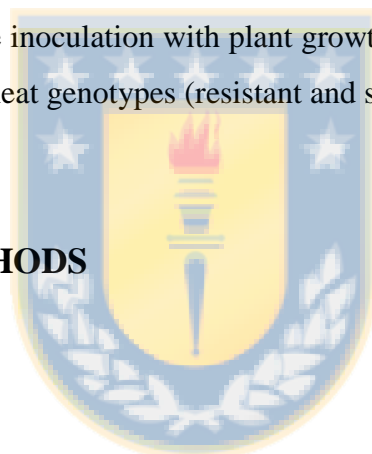 inoculation with plant growt
eat genotypes (resistant and s
HODS